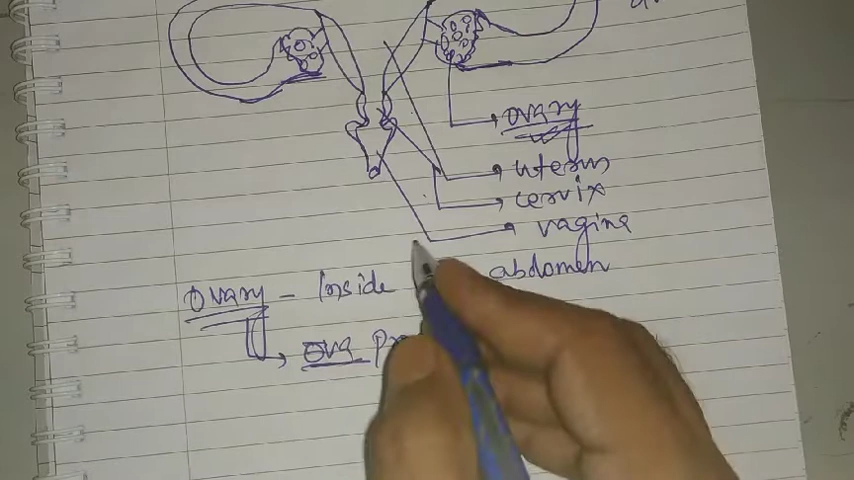 ovary
uterus
cervix
vagina
Ovary - Inside abdomen
Ova